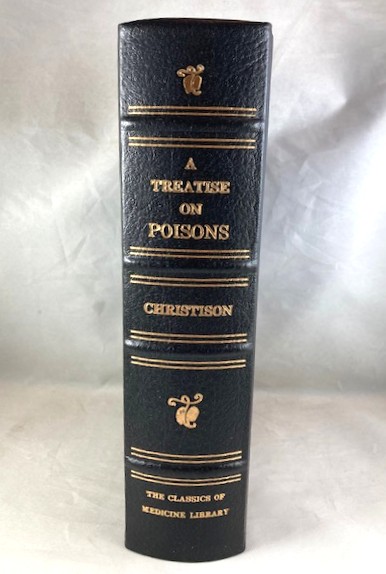 A
TREATISE
ON
POISONS
CHRISTISON
THE CLASSICS OF
MEDICINE LIBRARY